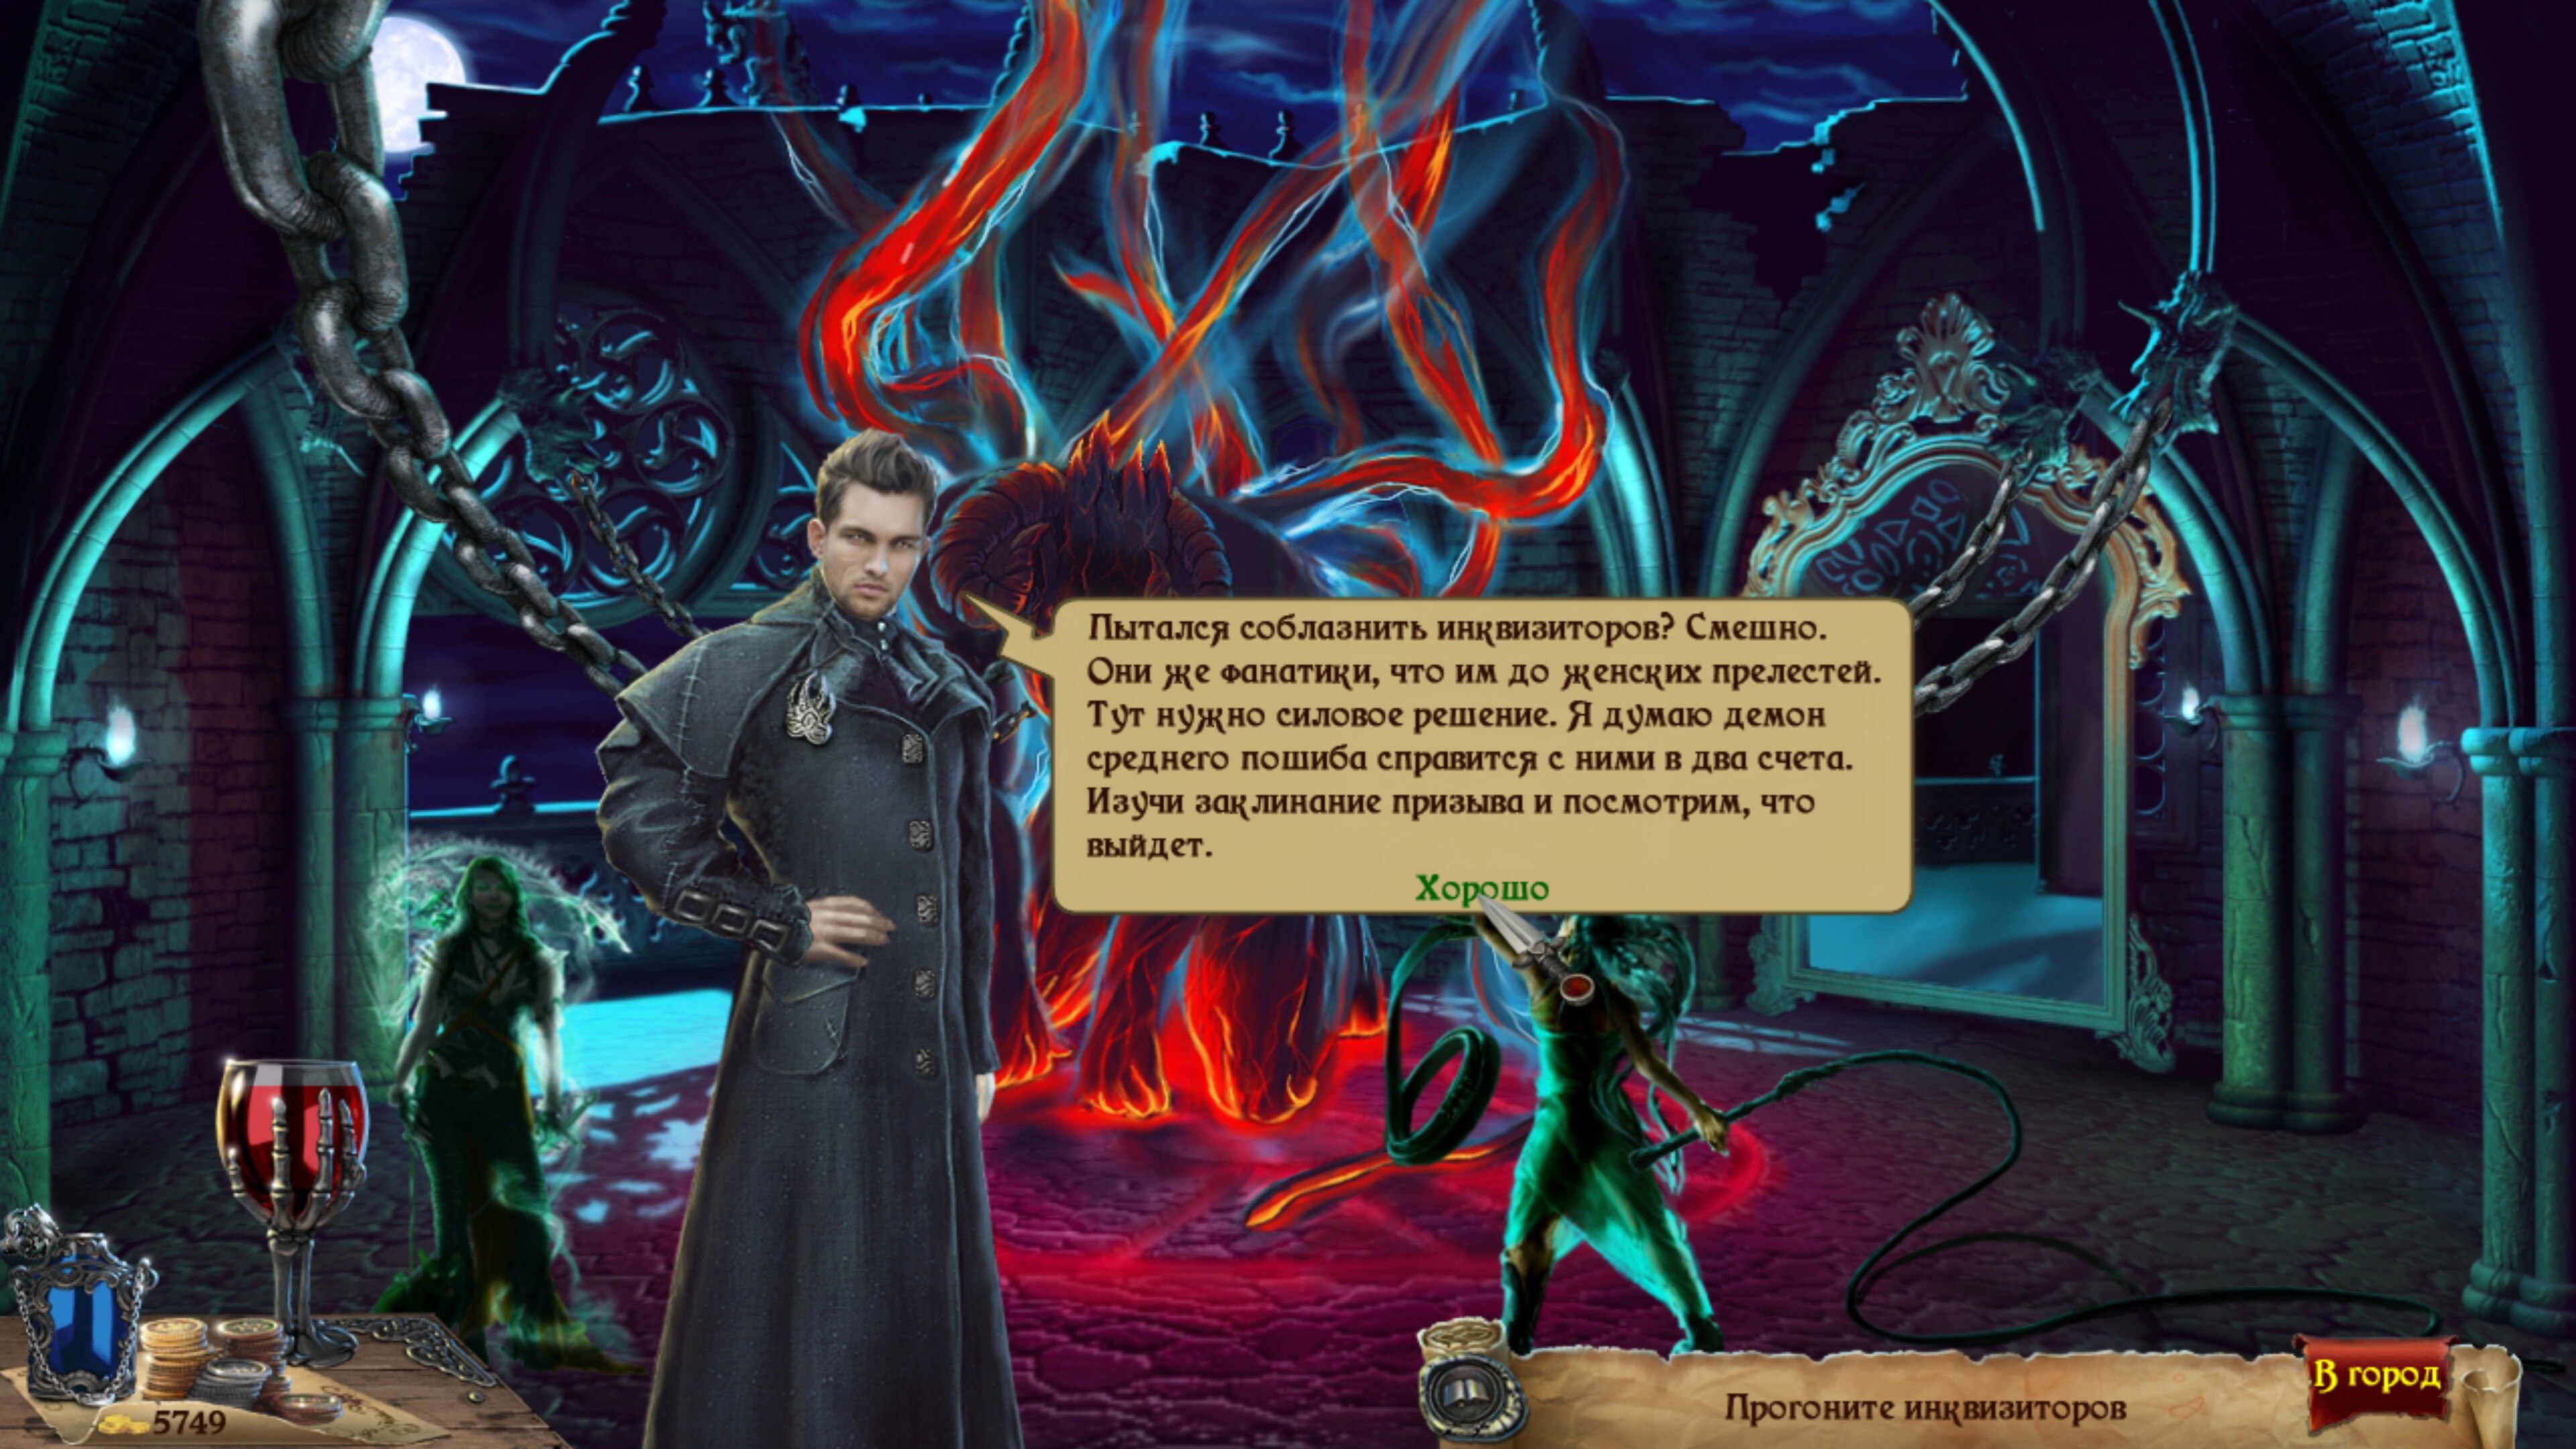 Пытался соблазнить инквизиторов? Смешно.
Они же фанатики, что им до женских прелестей.
Тут нужно силовое решение. Я думаю демон
среднего пошиба справится с ними в два счета.
Изучи заклинание призыва и посмотрим, что
выйдет.
Хорошо
5749
Прогоните инквизиторов
В город